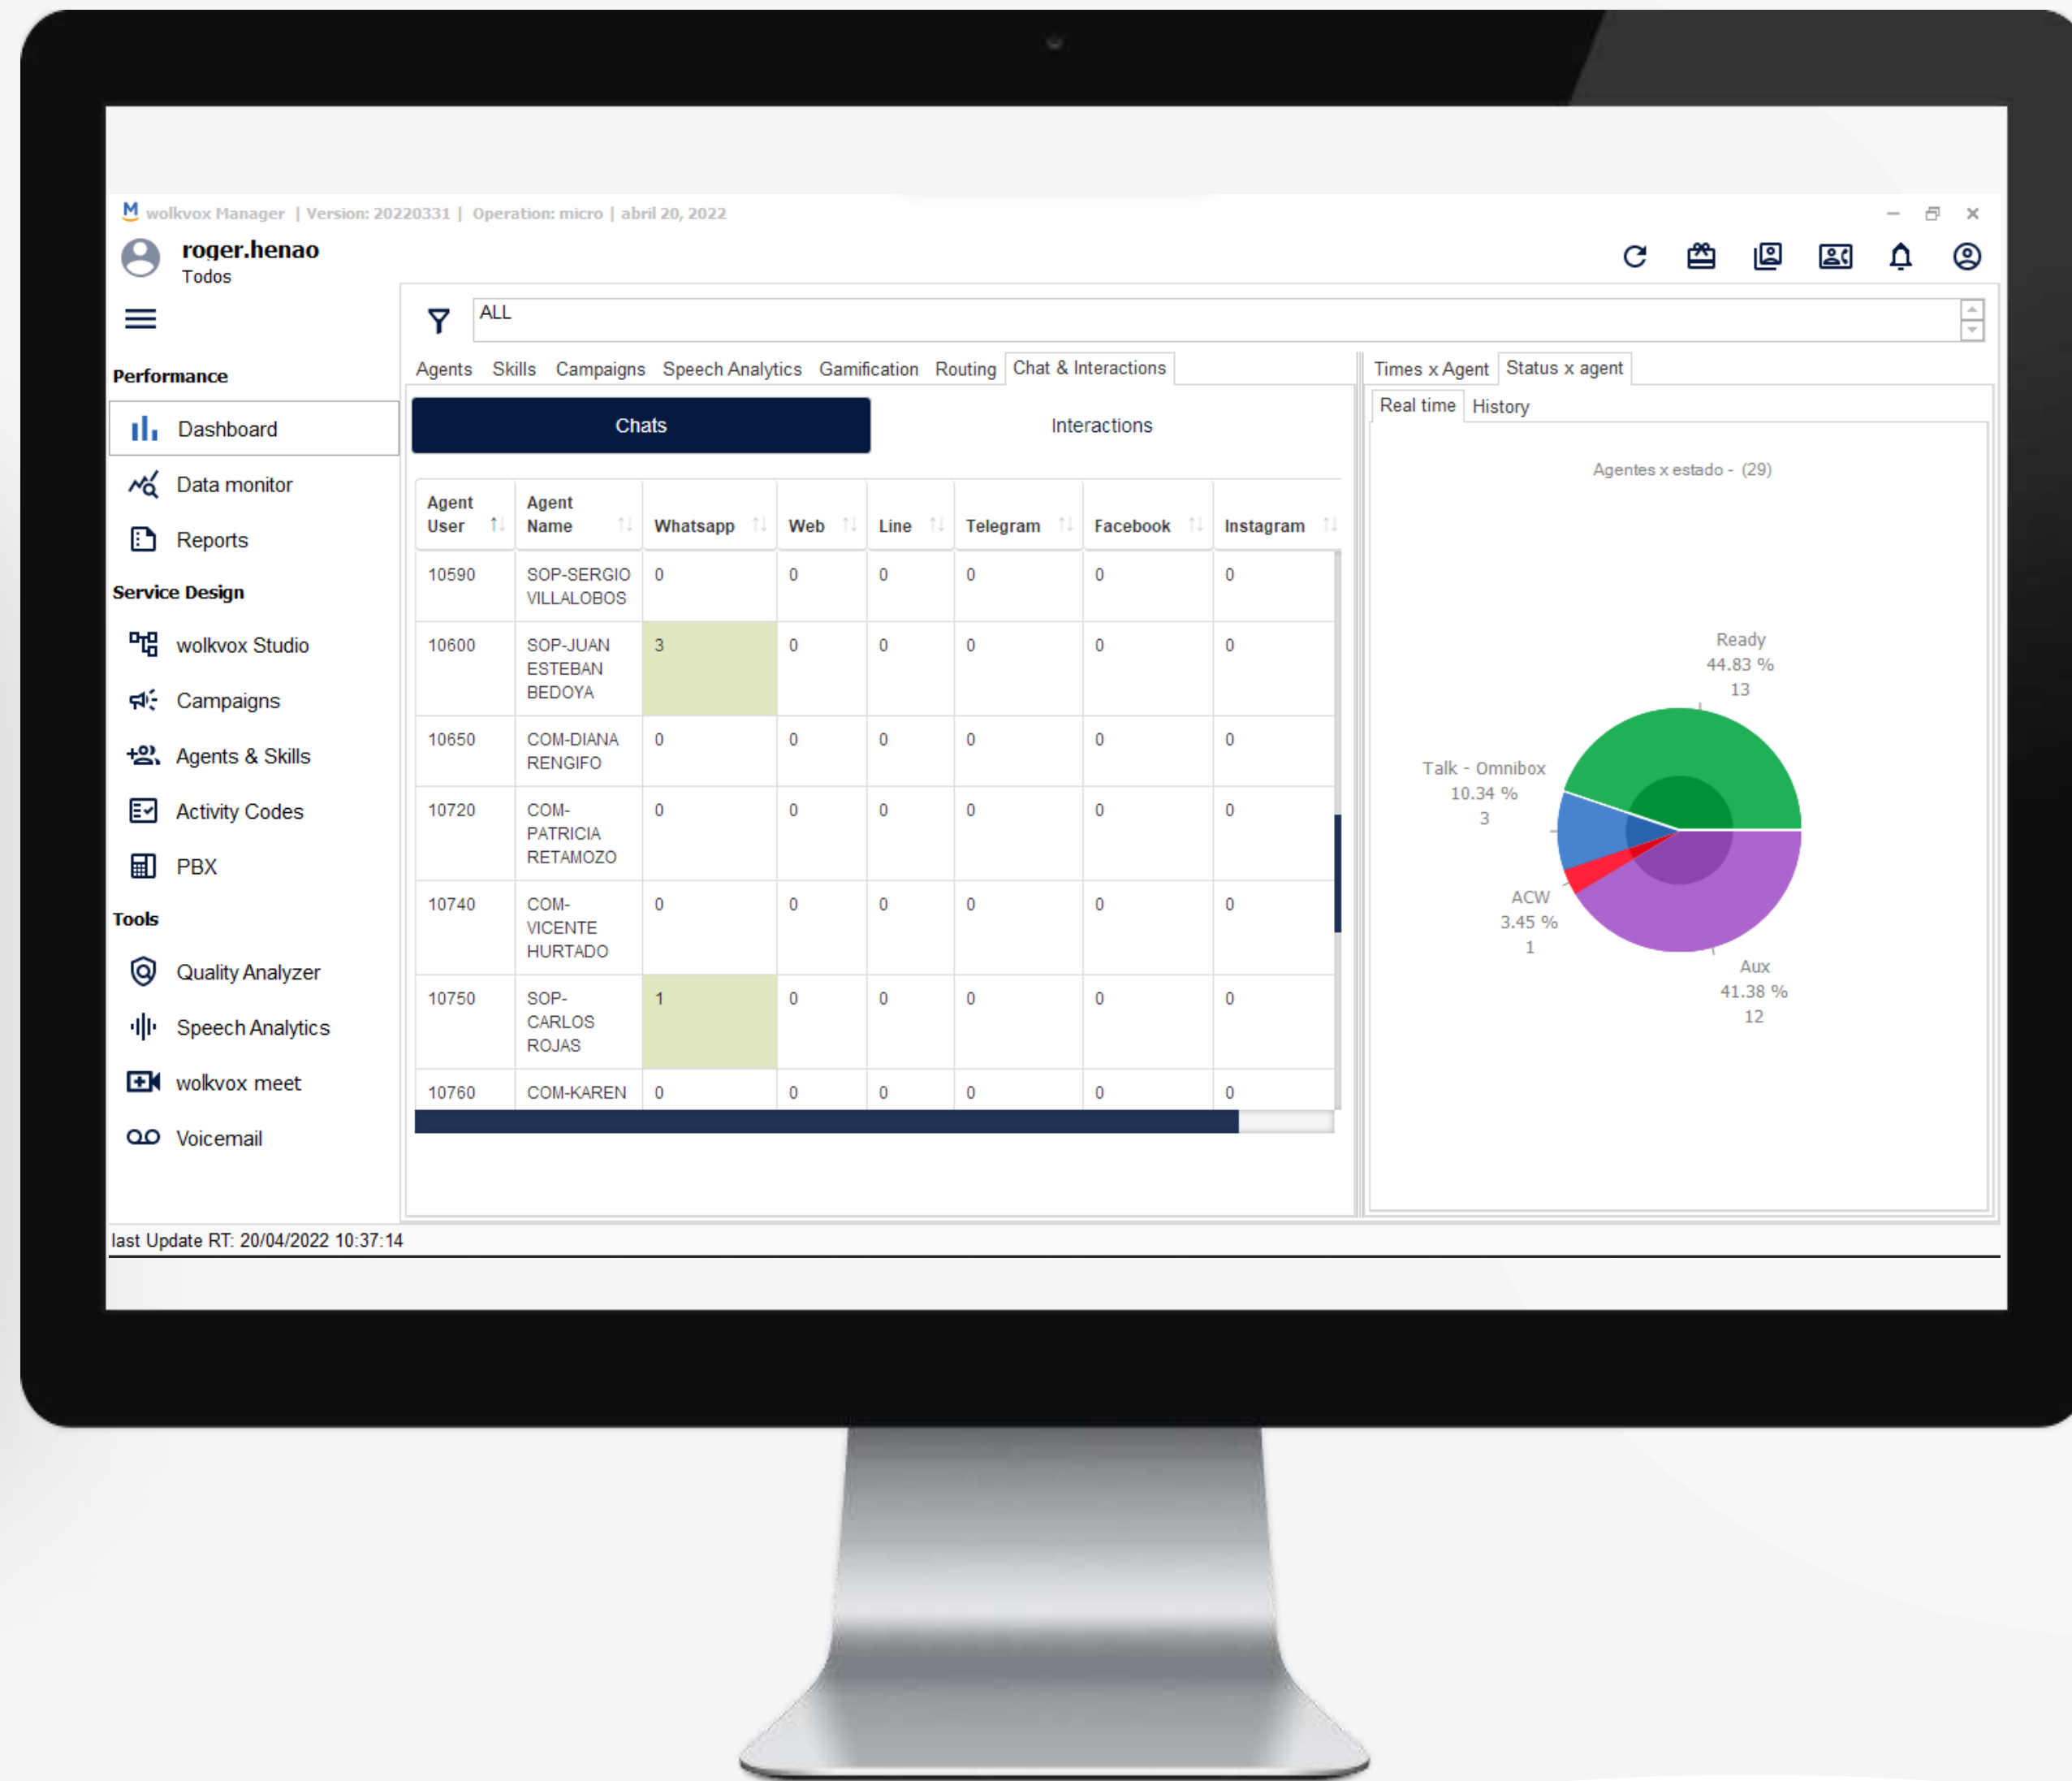 M wolkvox Manager | Version: 20220331 | Operation: micro | abril 20, 2022
roger.henao
Todos
Performance
Dashboard
Data monitor
Reports
Service Design
wolkvox Studio
Campaigns
Agents & Skills
Activity Codes
PBX
Tools
Quality Analyzer
Speech Analytics
wolkvox meet
Voicemail
ALL
Agents Skills Campaigns Speech Analytics Gamification Routing Chat & Interactions
Chats Interactions
Agent User Agent Name Whatsapp Web Line Telegram Facebook Instagram
10590 SOP-SERGIO VILLALOBOS 0 0 0 0 0 0
10600 SOP-JUAN ESTEBAN BEDOYA 3 0 0 0 0 0
10650 COM-DIANA RENGIFO 0 0 0 0 0 0
10720 COM-PATRICIA RETAMOZO 0 0 0 0 0 0
10740 COM-VICENTE HURTADO 0 0 0 0 0 0
10750 SOP-CARLOS ROJAS 1 0 0 0 0 0
10760 COM-KAREN 0 0 0 0 0 0
Times x Agent Status x agent
Real time History
Agentes x estado - (29)
Ready
44.83 %
13
Talk - Omnibox
10.34 %
3
ACW
3.45 %
1
Aux
41.38 %
12
last Update RT: 20/04/2022 10:37:14